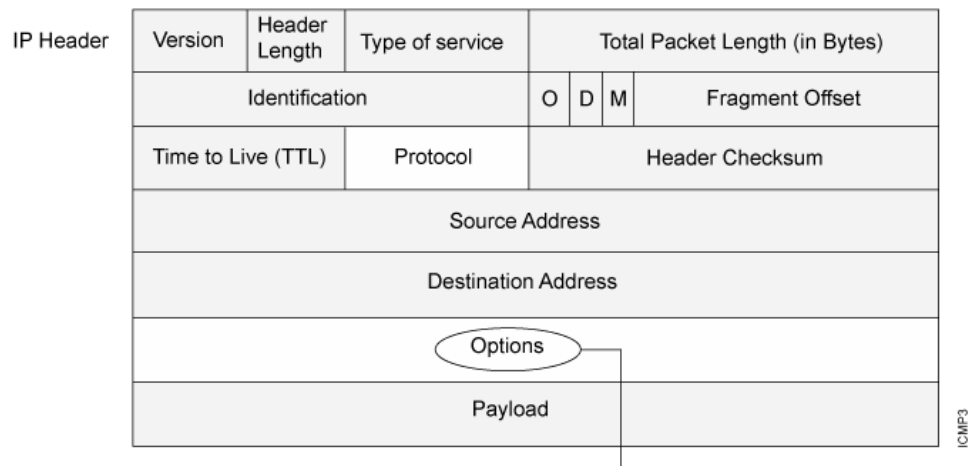 IP Header
Version
Header
Length
Type of service
Total Packet Length (in Bytes)
Identification
O
D
M
Fragment Offset
Time to Live (TTL)
Protocol
Header Checksum
Source Address
Destination Address
Options
Payload
ICMP3